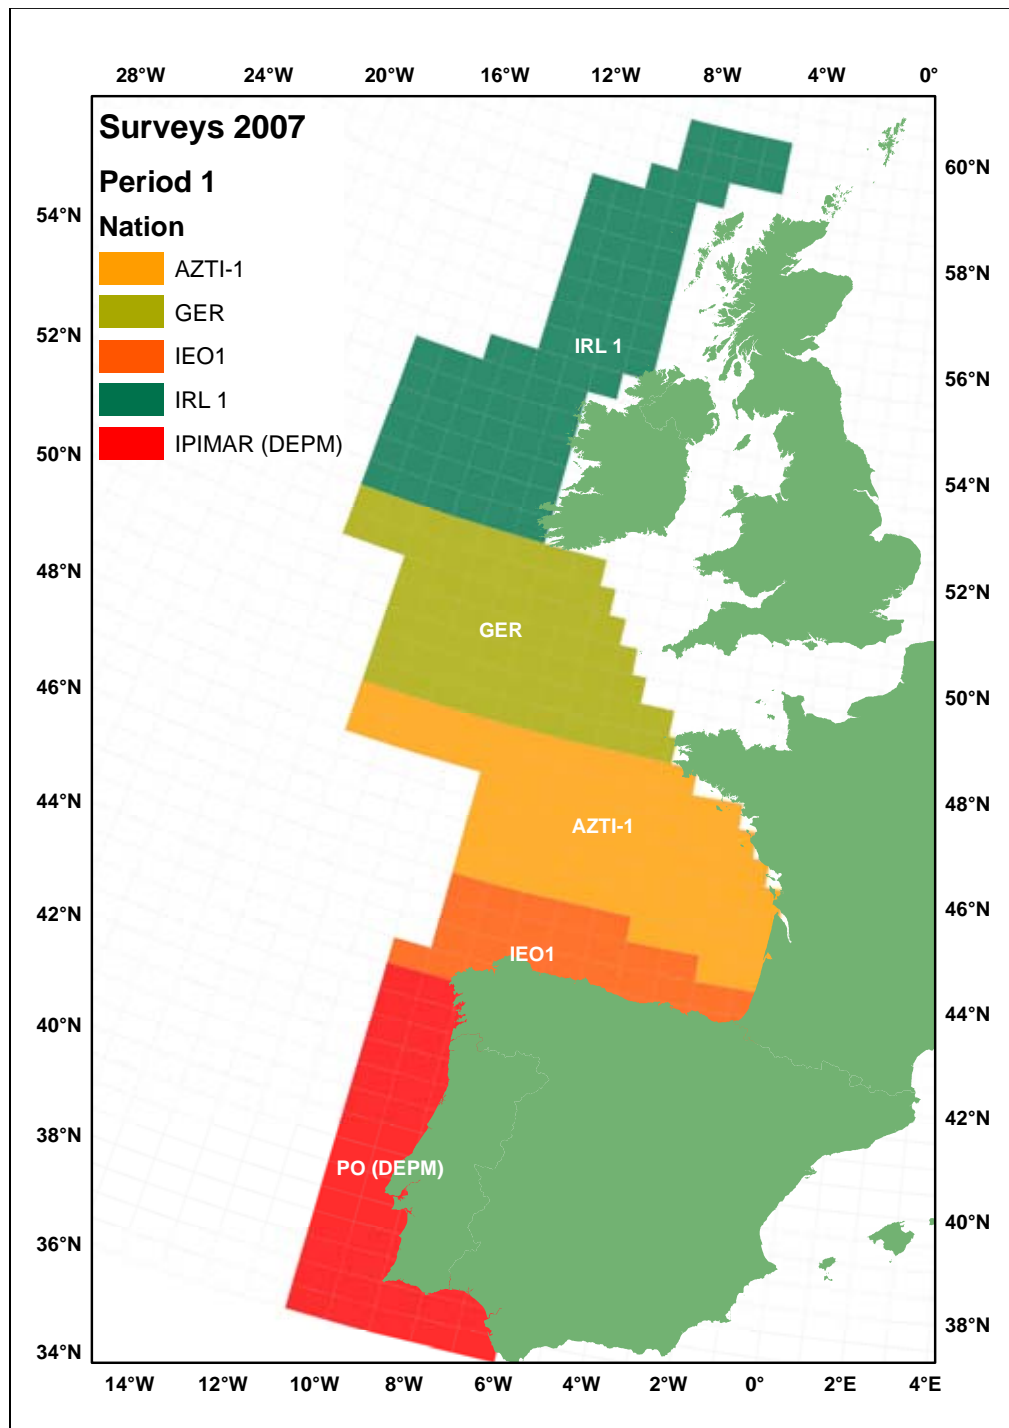 28°W 24°W 20°W 16°W 12°W 8°W 4°W 0°
Surveys 2007
Period 1
Nation
AZTI-1
GER
IEO1
IRL 1
IPIMAR (DEPM)
54°N
52°N
50°N
48°N
46°N
44°N
42°N
40°N
38°N
36°N
34°N
60°N
58°N
56°N
54°N
52°N
50°N
48°N
46°N
44°N
42°N
40°N
38°N
IRL 1
GER
AZTI-1
IEO1
PO (DEPM)
14°W 12°W 10°W 8°W 6°W 4°W 2°W 0° 2°E 4°E